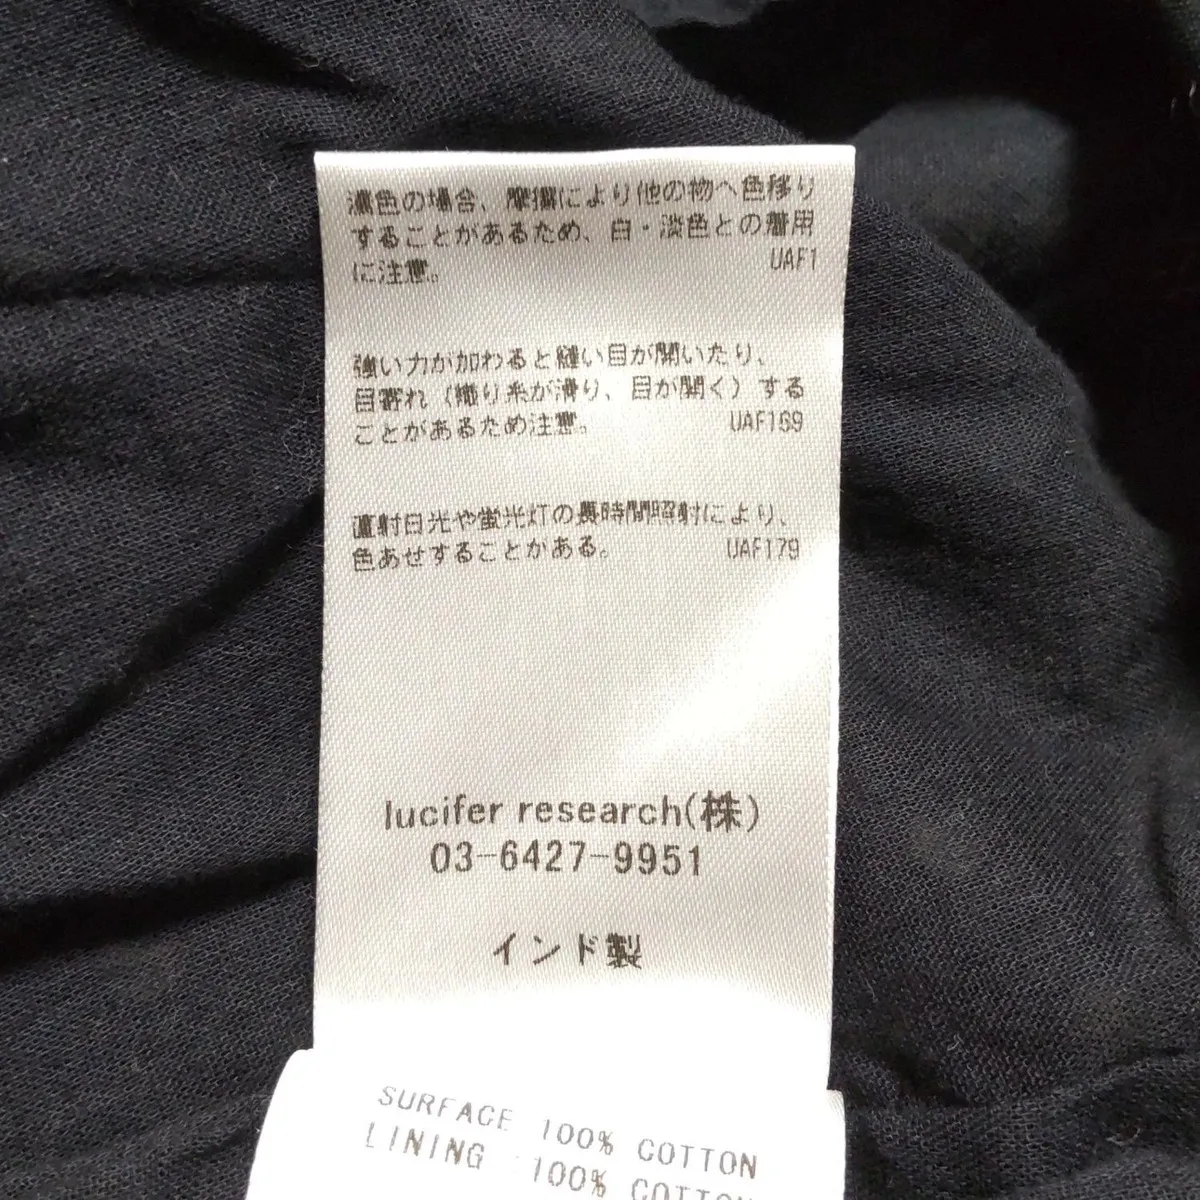 濃色の場合、摩擦により他の物へ色移り
することがあるため、白・淡色との着用
に注意。 UAF1
強い力が加わると縫い目が開いたり、
目寄れ（織り糸が滑り、目が開く）する
ことがあるため注意。 UAF169
直射日光や蛍光灯の長時間照射により、
色あせすることがある。 UAF179
lucifer research(株)
03-6427-9951
インド製
SURFACE 100% COTTON
LINING 100% COTTON